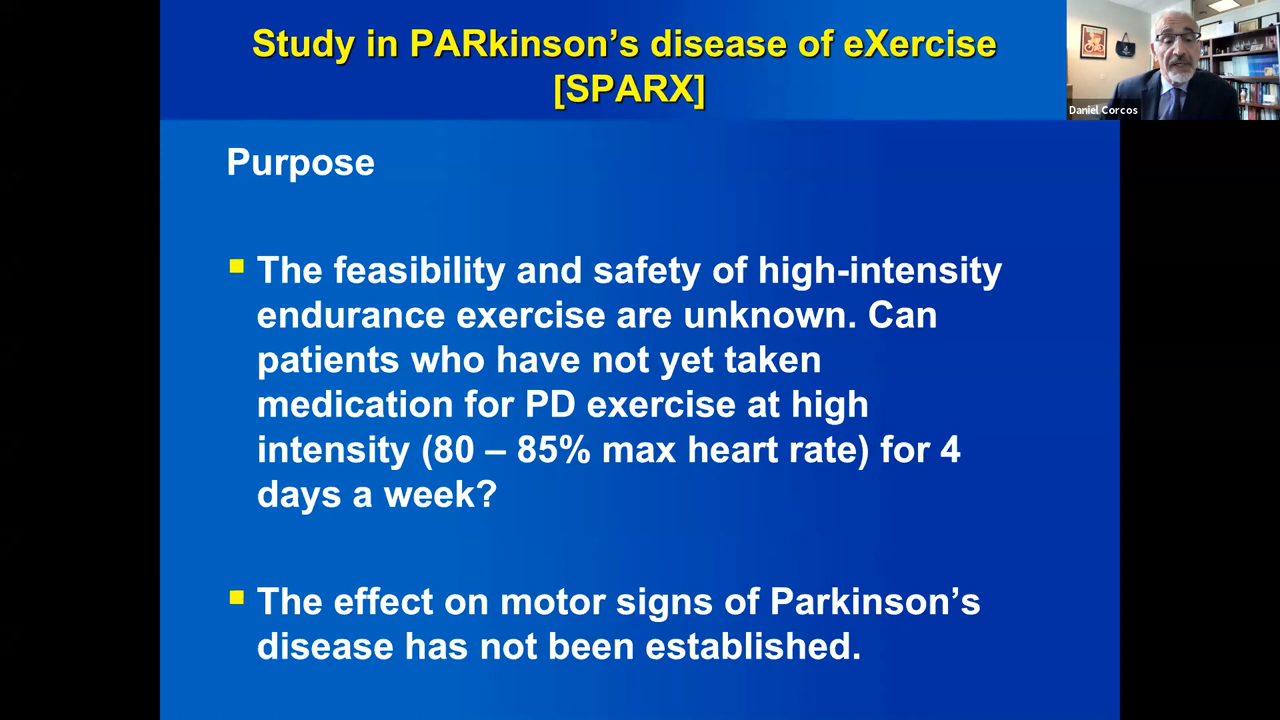 Study in PARkinson’s disease of eXercise
[SPARX]
Daniel Corcos
Purpose
The feasibility and safety of high-intensity
endurance exercise are unknown. Can
patients who have not yet taken
medication for PD exercise at high
intensity (80 – 85% max heart rate) for 4
days a week?
The effect on motor signs of Parkinson’s
disease has not been established.